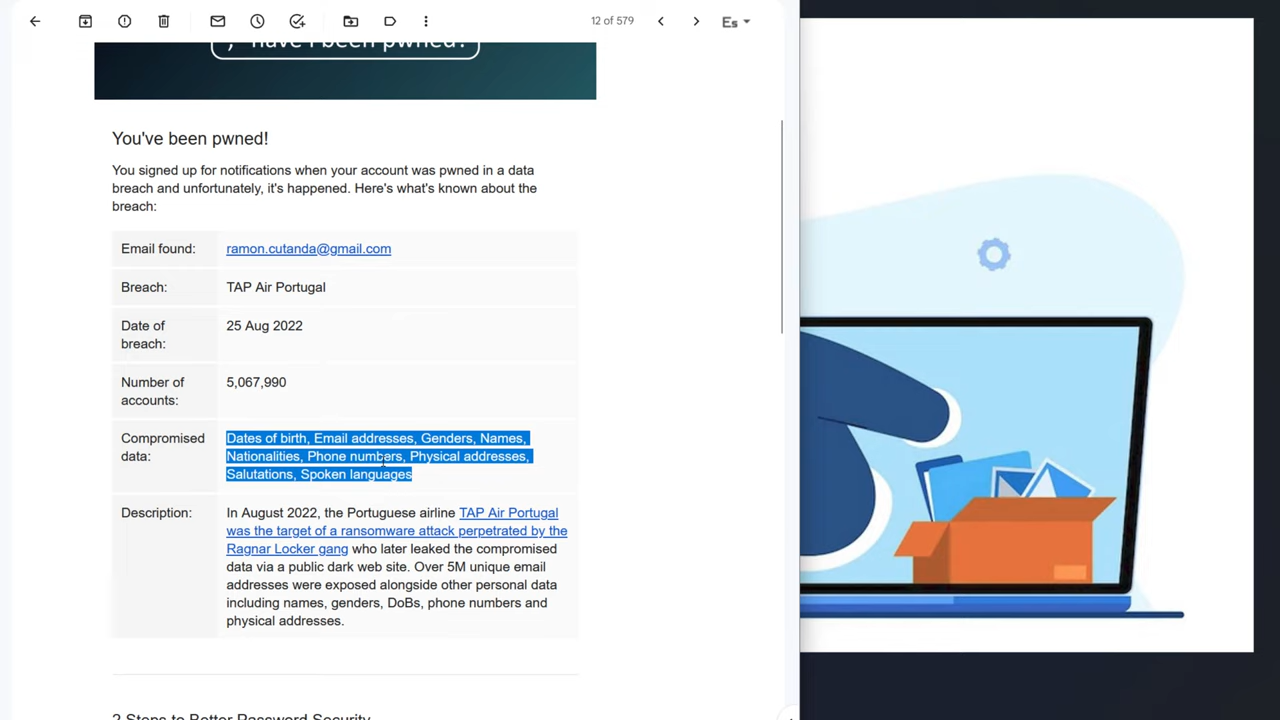 12 of 579
Es
';--have i been pwned?
You've been pwned!
You signed up for notifications when your account was pwned in a data
breach and unfortunately, it's happened. Here's what's known about the
breach:
Email found:
ramon.cutanda@gmail.com
Breach:
TAP Air Portugal
Date of
breach:
25 Aug 2022
Number of
accounts:
5,067,990
Compromised
data:
Dates of birth, Email addresses, Genders, Names,
Nationalities, Phone numbers, Physical addresses,
Salutations, Spoken languages
Description:
In August 2022, the Portuguese airline TAP Air Portugal
was the target of a ransomware attack perpetrated by the
Ragnar Locker gang who later leaked the compromised
data via a public dark web site. Over 5M unique email
addresses were exposed alongside other personal data
including names, genders, DoBs, phone numbers and
physical addresses.
2 Steps to Better Password Security